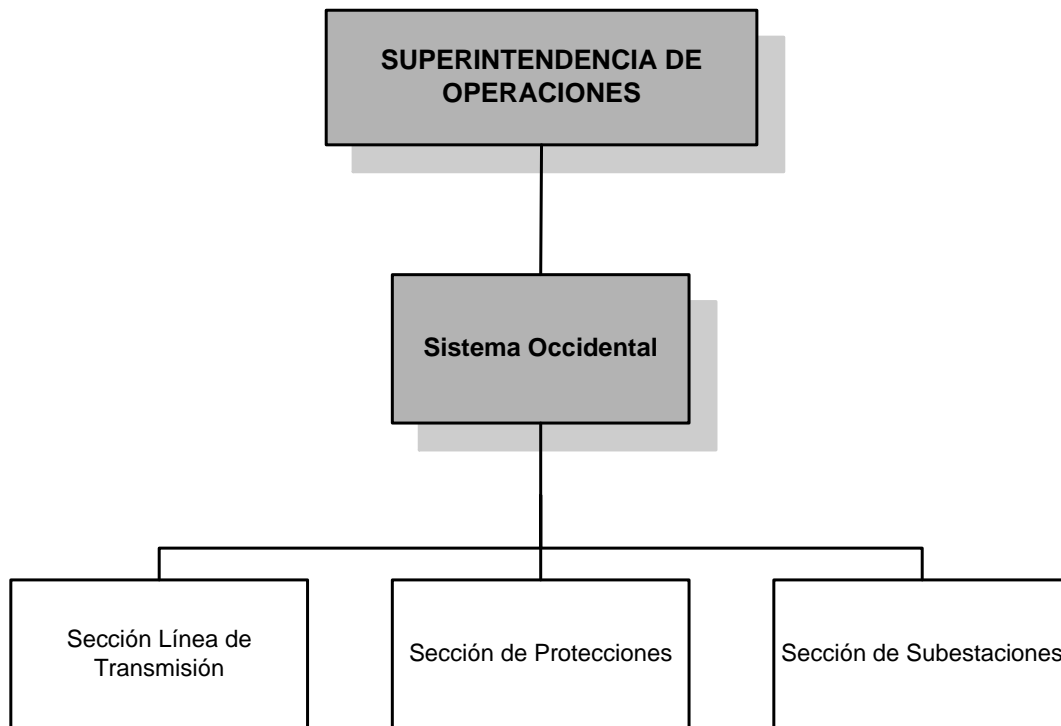 SUPERINTENDENCIA DE
OPERACIONES
Sistema Occidental
Sección Línea de
Transmisión
Sección de Protecciones
Sección de Subestaciones